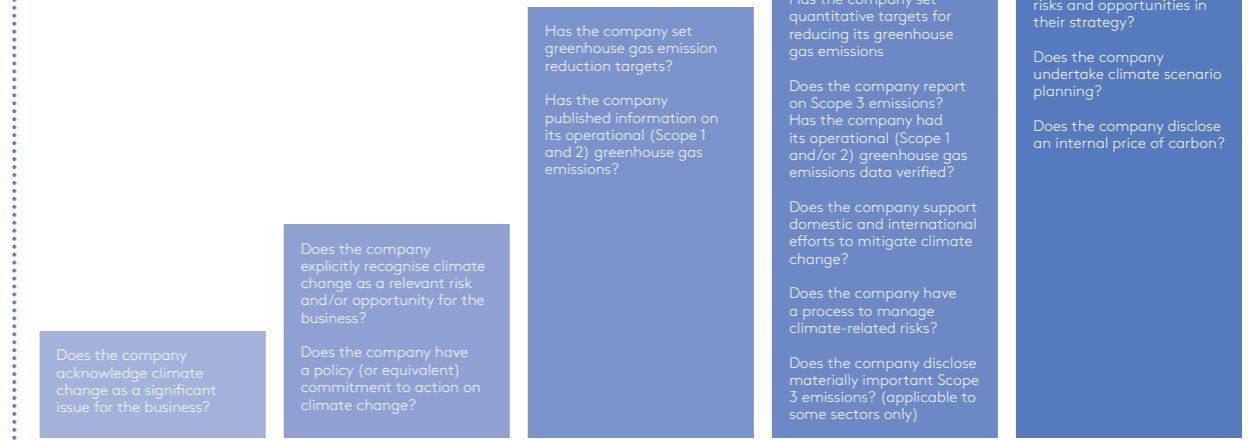 Does the company
acknowledge climate
change as a significant
issue for the business?
Does the company
explicitly recognise climate
change as a relevant risk
and/or opportunity for the
business?
Does the company have
a policy (or equivalent)
commitment to action on
climate change?
Has the company set
greenhouse gas emission
reduction targets?
Has the company
published information on
its operational (Scope 1
and 2) greenhouse gas
emissions?
Has the company set
quantitative targets for
reducing its greenhouse
gas emissions
Does the company report
on Scope 3 emissions?
Has the company had
its operational (Scope 1
and/or 2) greenhouse gas
emissions data verified?
Does the company support
domestic and international
efforts to mitigate climate
change?
Does the company have
a process to manage
climate-related risks?
Does the company disclose
materially important Scope
3 emissions? (applicable to
some sectors only)
risks and opportunities in
their strategy?
Does the company
undertake climate scenario
planning?
Does the company disclose
an internal price of carbon?